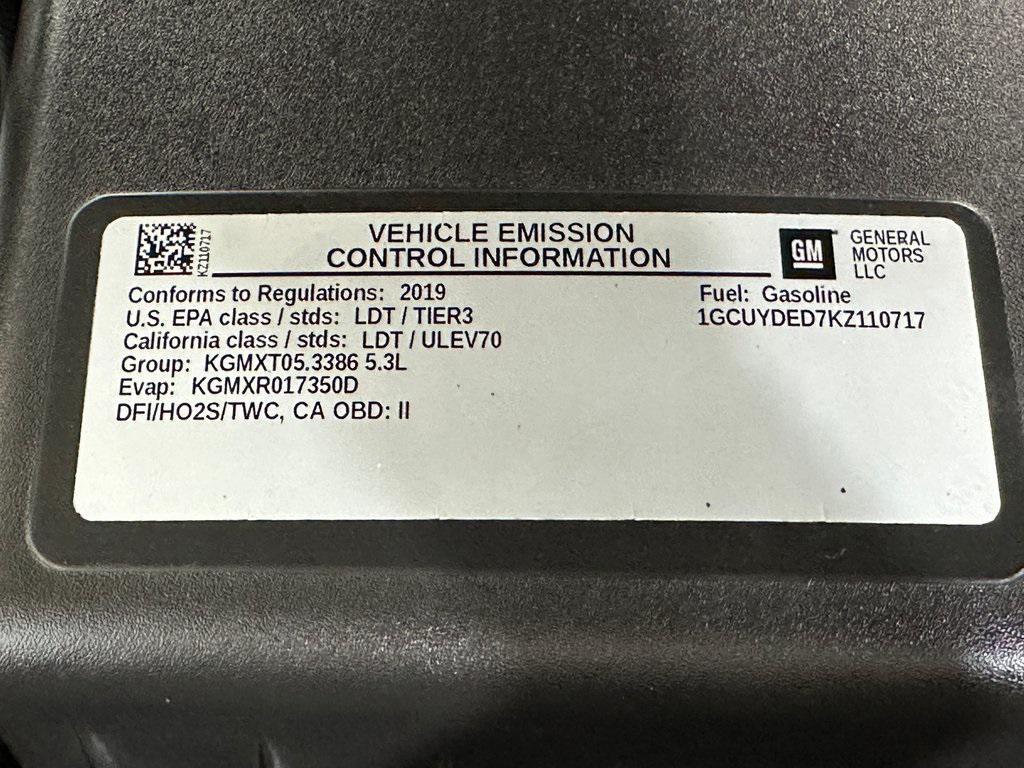 KZ110717
VEHICLE EMISSION
CONTROL INFORMATION
GM
GENERAL
MOTORS
LLC
Conforms to Regulations: 2019
U.S. EPA class / stds: LDT / TIER3
California class / stds: LDT / ULEV70
Group: KGMXT05.3386 5.3L
Evap: KGMXR017350D
DFI/HO2S/TWC, CA OBD: II
Fuel: Gasoline
1GCUYDED7KZ110717